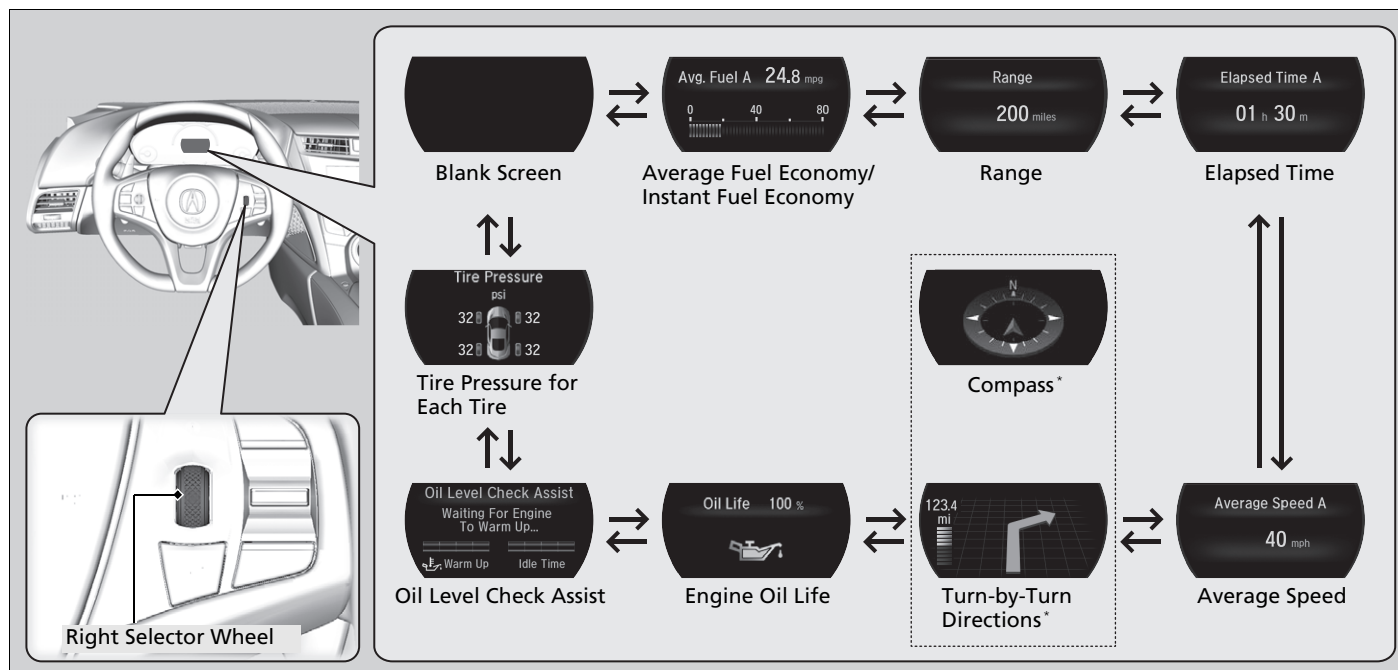 Avg. Fuel A 24.8 mpg
0 40 80
Range
200 miles
Elapsed Time A
01 h 30 m
Blank Screen
Average Fuel Economy/
Instant Fuel Economy
Range
Elapsed Time
Tire Pressure
psi
32 32
32 32
Tire Pressure for
Each Tire
N
Compass*
Oil Level Check Assist
Waiting For Engine
To Warm Up...
Warm Up Idle Time
Oil Level Check Assist
Oil Life 100 %
Engine Oil Life
123.4
mi
Turn-by-Turn
Directions*
Average Speed A
40 mph
Average Speed
Right Selector Wheel